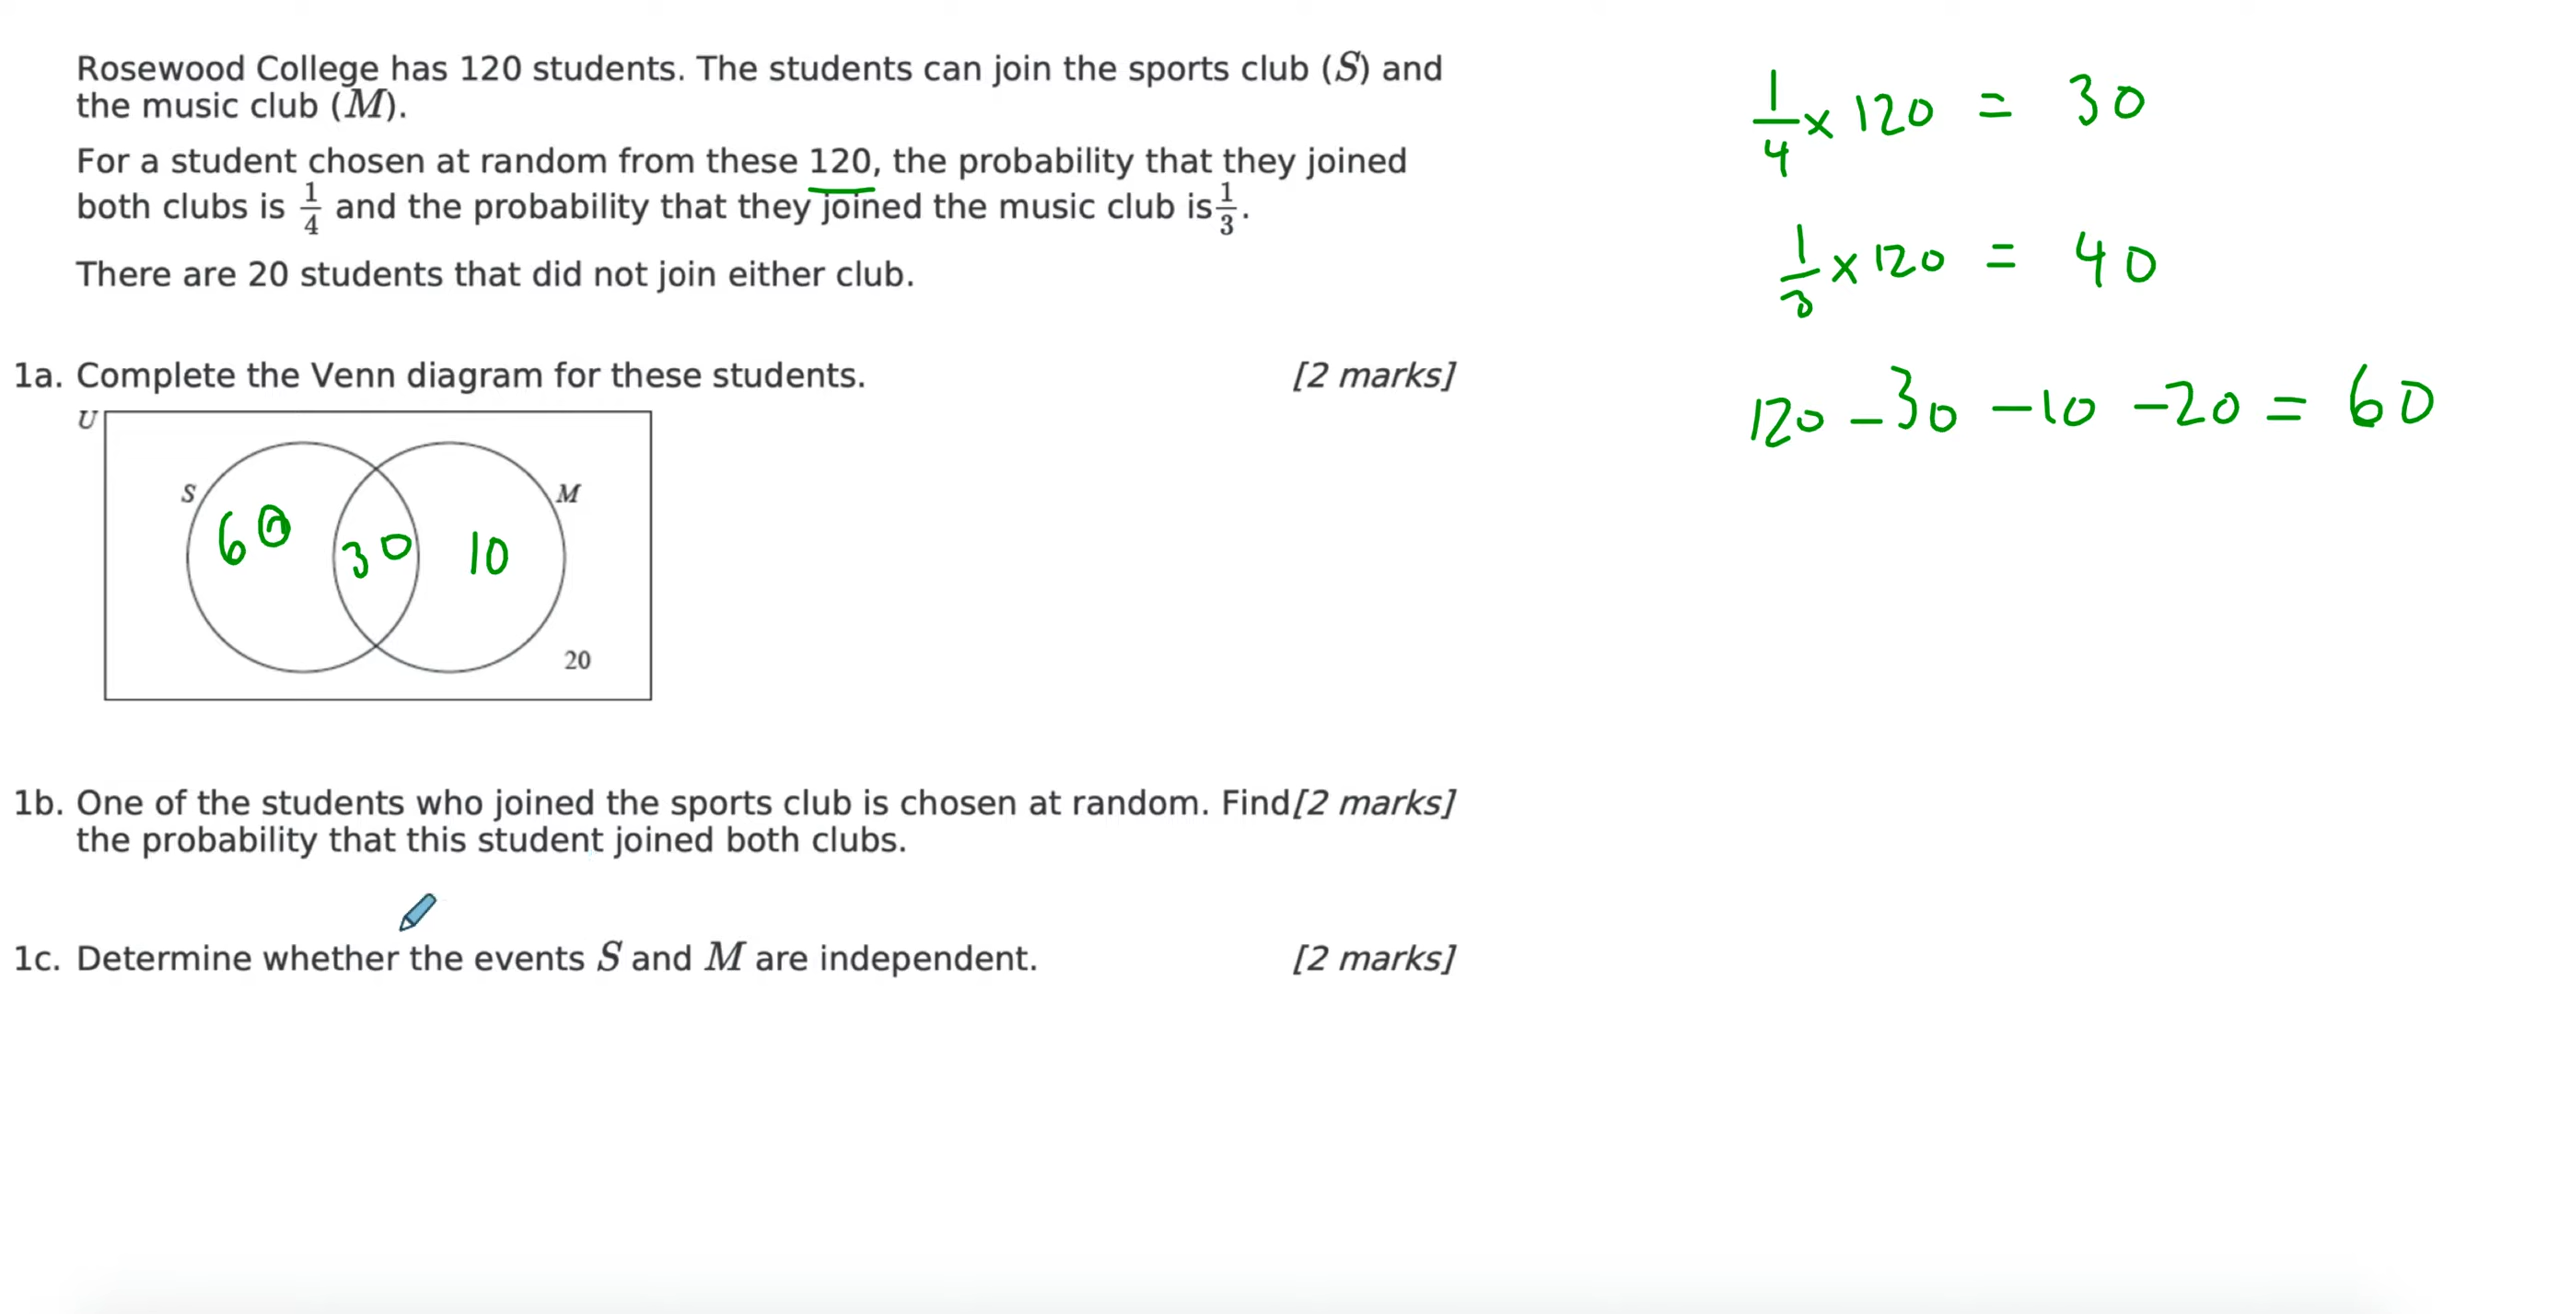 Rosewood College has 120 students. The students can join the sports club (S) and
the music club (M).
For a student chosen at random from these 120, the probability that they joined
both clubs is 1/4 and the probability that they joined the music club is 1/3.
There are 20 students that did not join either club.
1a. Complete the Venn diagram for these students. [2 marks]
U
S M
60 30 10
20
1b. One of the students who joined the sports club is chosen at random. Find [2 marks]
the probability that this student joined both clubs.
1c. Determine whether the events S and M are independent. [2 marks]
1/4 × 120 = 30
1/3 × 120 = 40
120 − 30 − 10 − 20 = 60